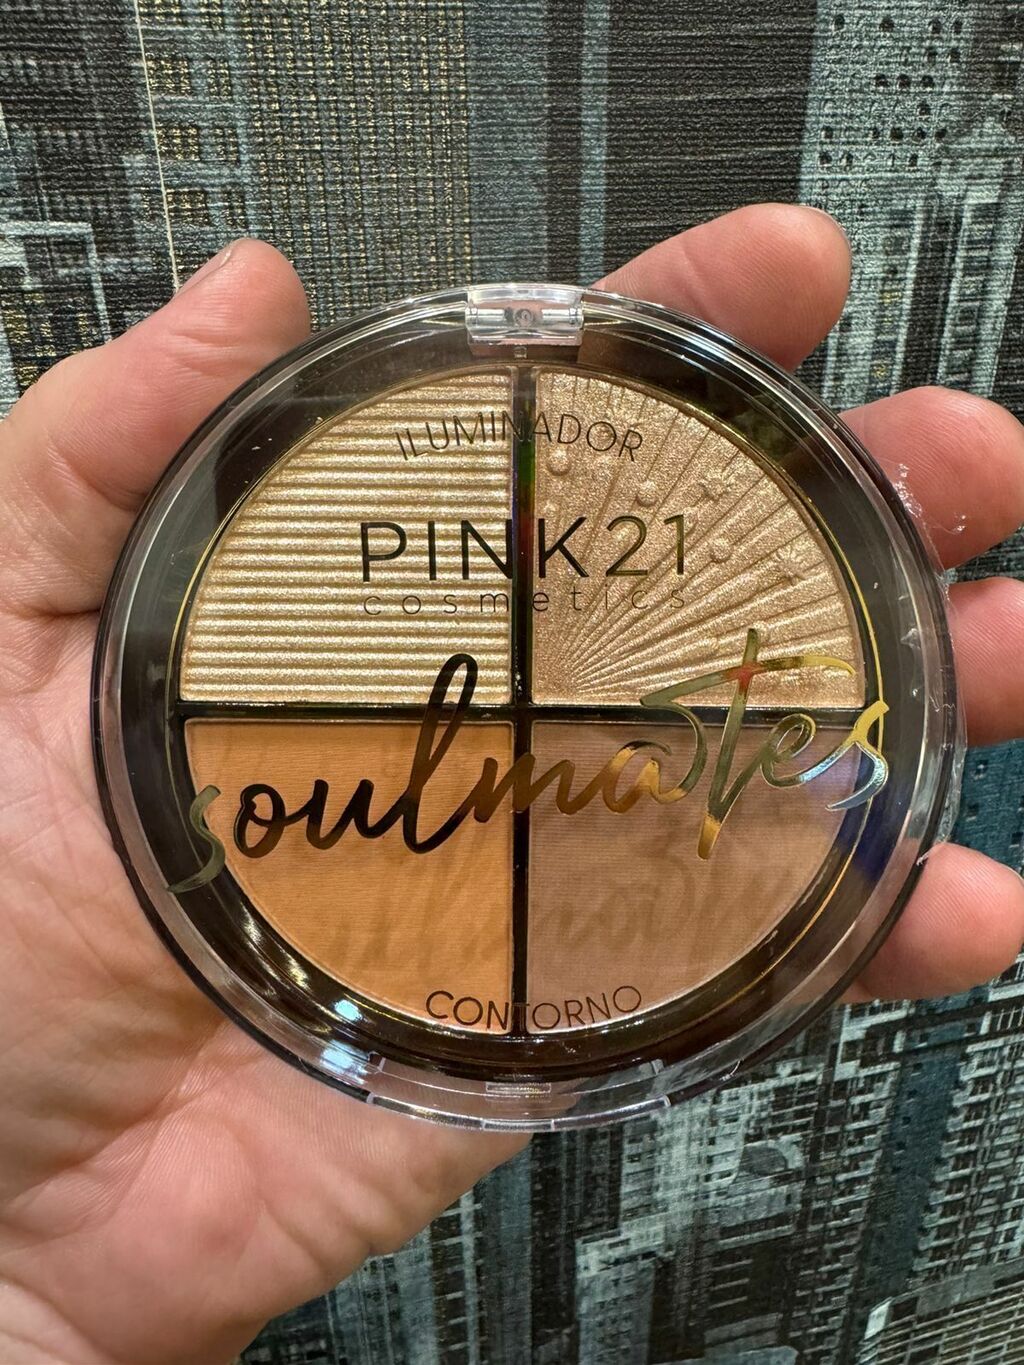 ILUMINADOR
PINK21
cosmetics
soulmates
CONTORNO